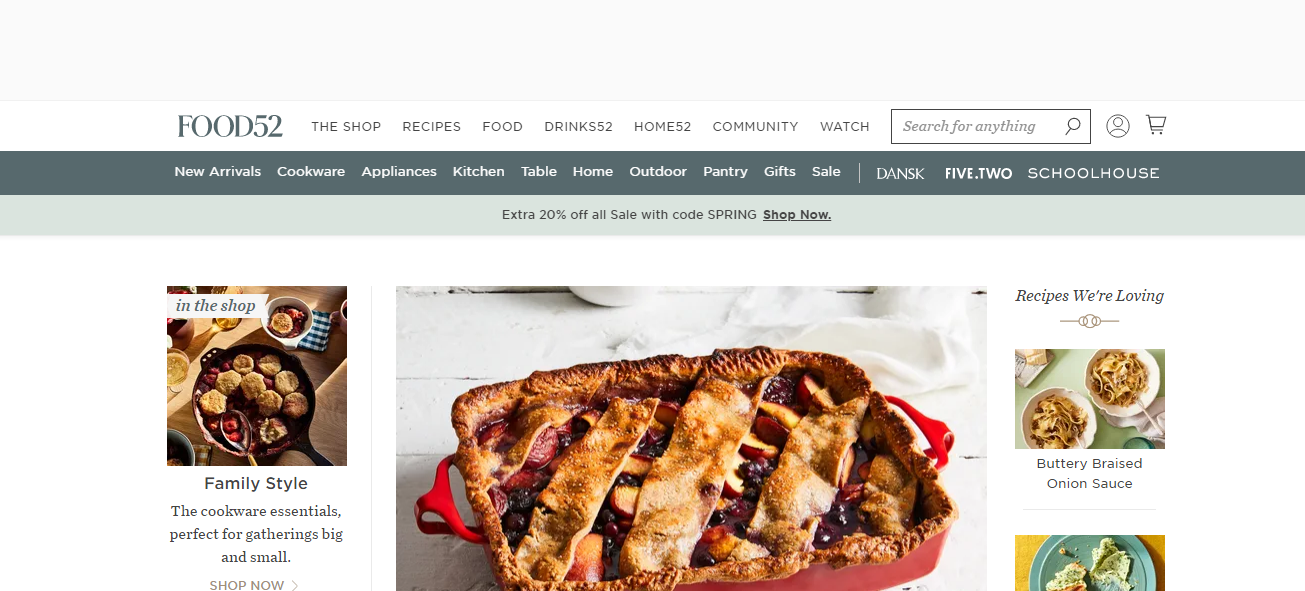 FOOD52 THE SHOP RECIPES FOOD DRINKS52 HOME52 COMMUNITY WATCH Search for anything
New Arrivals Cookware Appliances Kitchen Table Home Outdoor Pantry Gifts Sale DANSK FIVE.TWO SCHOOLHOUSE
Extra 20% off all Sale with code SPRING Shop Now.
in the shop
Family Style
The cookware essentials,
perfect for gatherings big
and small.
SHOP NOW
Recipes We're Loving
Buttery Braised
Onion Sauce